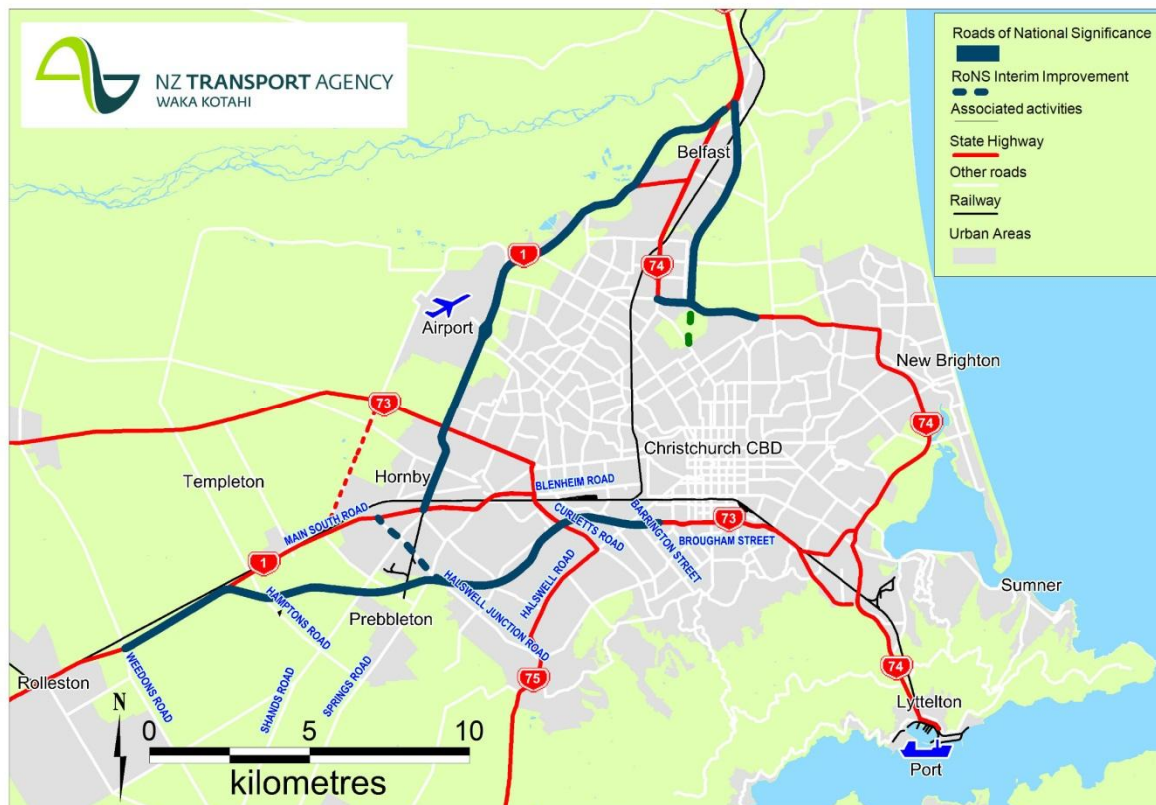 NZ TRANSPORT AGENCY
WAKA KOTAHI
Roads of National Significance
RoNS Interim Improvement
Associated activities
State Highway
Other roads
Railway
Urban Areas
Belfast
1
74
Airport
New Brighton
73
74
Christchurch CBD
Hornby
Templeton
BLENHEIM ROAD
MAIN SOUTH ROAD
CURLETTS ROAD
BARRINGTON STREET
73
BROUGHAM STREET
1
HALSWELL ROAD
HAMPTONS ROAD
HALSWELL JUNCTION ROAD
Prebbleton
Sumner
WEEDONS ROAD
SHANDS ROAD
SPRINGS ROAD
75
74
Rolleston
Lyttelton
N
0 5 10
kilometres
Port